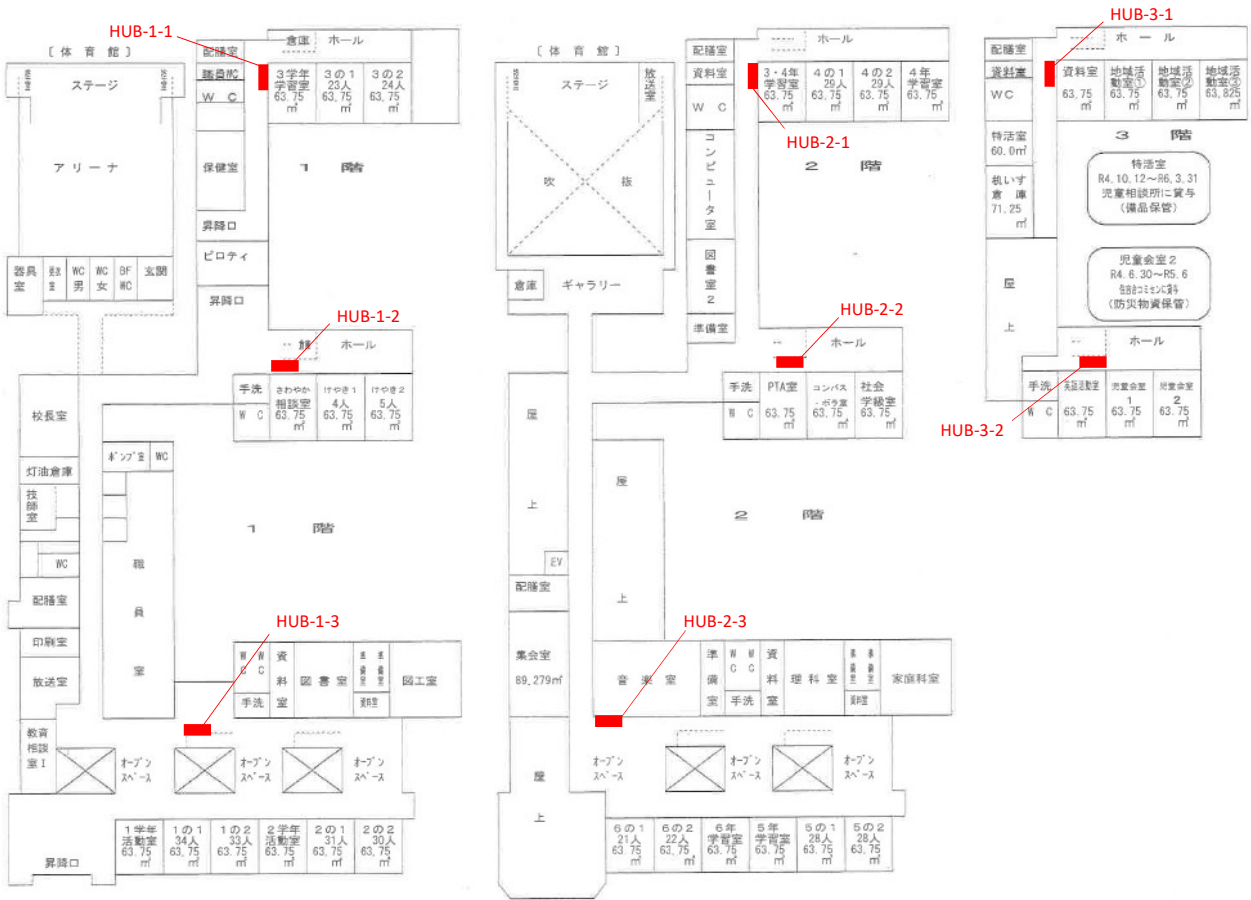 HUB-1-1
〔 体 育 館 〕
ステージ
アリーナ
器具室
WC男
WC女
BF WC
玄関
配膳室
職員WC
W C
保健室
昇降口
ピロティ
昇降口
倉庫
ホール
3学年
学習室
63.75
㎡
3の1
23人
63.75
㎡
3の2
24人
63.75
㎡
1 階
HUB-1-2
ホール
手洗
W C
さわやか
相談室
63.75
㎡
けやき1
4人
63.75
㎡
けやき2
5人
63.75
㎡
校長室
灯油倉庫
技師室
WC
配膳室
印刷室
放送室
教育
相談
室I
ポンプ室
WC
職員室
1 階
HUB-1-3
W C
W C
手洗
資料室
図書室
図工室
オープン
スペース
オープン
スペース
オープン
スペース
昇降口
1学年
活動室
63.75
㎡
1の1
34人
63.75
㎡
1の2
33人
63.75
㎡
2学年
活動室
63.75
㎡
2の1
31人
63.75
㎡
2の2
30人
63.75
㎡
〔 体 育 館 〕
ステージ
放送室
吹 抜
倉庫
ギャラリー
配膳室
資料室
W C
コンピュータ室
図書室2
準備室
ホール
3・4年
学習室
63.75
㎡
4の1
29人
63.75
㎡
4の2
29人
63.75
㎡
4年
学習室
63.75
㎡
HUB-2-1
2 階
HUB-2-2
ホール
手洗
W C
PTA室
63.75
㎡
コンパス
・ボラ室
63.75
㎡
社会
学級室
63.75
㎡
屋上
EV
配膳室
集会室
89.279㎡
屋上
屋上
2 階
HUB-2-3
音楽室
準備室
W C
W C
手洗
資料室
理科室
家庭科室
オープン
スペース
オープン
スペース
オープン
スペース
6の1
21人
63.75
㎡
6の2
22人
63.75
㎡
6年
学習室
63.75
㎡
5年
学習室
63.75
㎡
5の1
28人
63.75
㎡
5の2
28人
63.75
㎡
HUB-3-1
ホール
配膳室
資料室
WC
特活室
60.0㎡
机いす
倉庫
71.25
㎡
屋上
資料室
63.75
㎡
地域活
動室①
63.75
㎡
地域活
動室②
63.75
㎡
地域活
動室③
63,825
㎡
3 階
特活室
R4.10.12～R6.3.31
児童相談所に貸与
(備品保管)
児童会室2
R4.6.30～R5.6
(防災物資保管)
ホール
手洗
W C
英語活動室
63.75
㎡
児童会室
1
63.75
㎡
児童会室
2
63.75
㎡
HUB-3-2